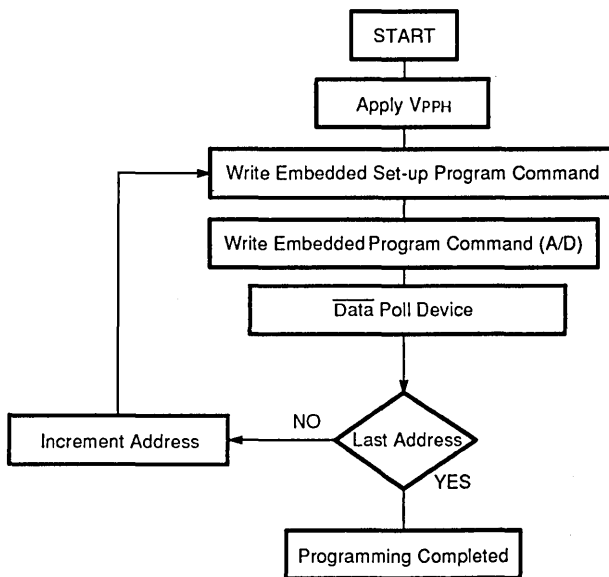 START
Apply VPPH
Write Embedded Set-up Program Command
Write Embedded Program Command (A/D)
Data Poll Device
Last Address
NO
Increment Address
YES
Programming Completed